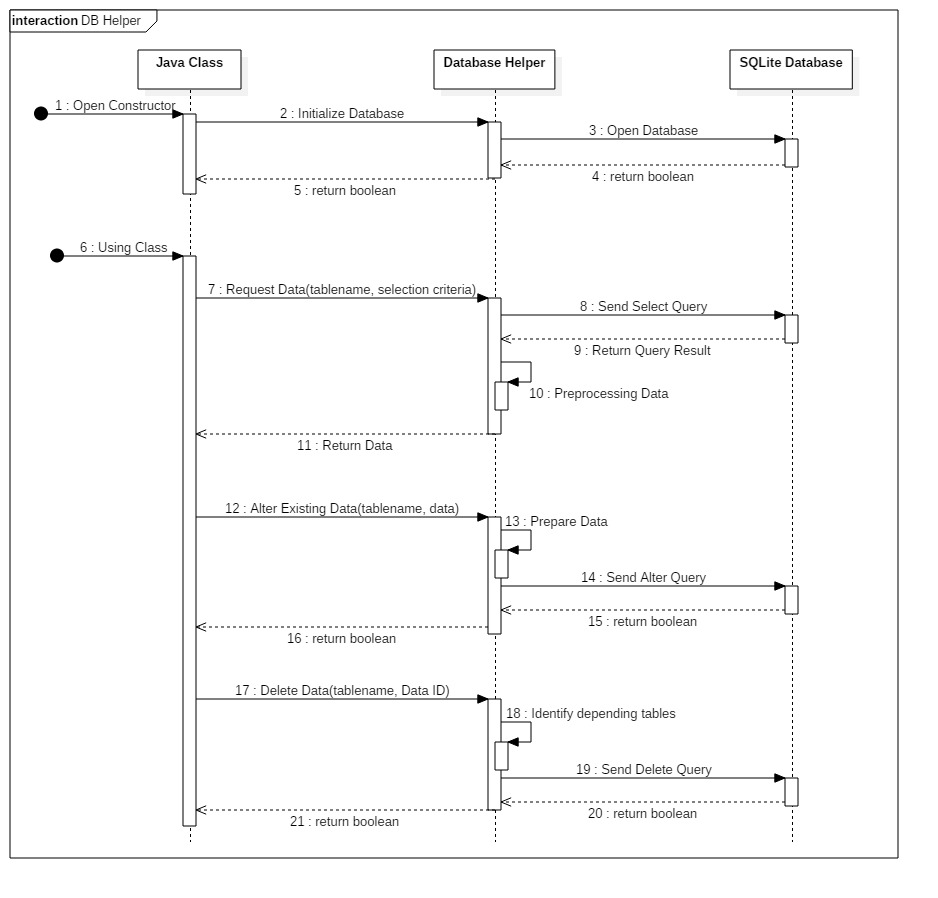 interaction DB Helper
Java Class
Database Helper
SQLite Database
1 : Open Constructor
2 : Initialize Database
3 : Open Database
4 : return boolean
5 : return boolean
6 : Using Class
7 : Request Data(tablename, selection criteria)
8 : Send Select Query
9 : Return Query Result
10 : Preprocessing Data
11 : Return Data
12 : Alter Existing Data(tablename, data)
13 : Prepare Data
14 : Send Alter Query
15 : return boolean
16 : return boolean
17 : Delete Data(tablename, Data ID)
18 : Identify depending tables
19 : Send Delete Query
20 : return boolean
21 : return boolean